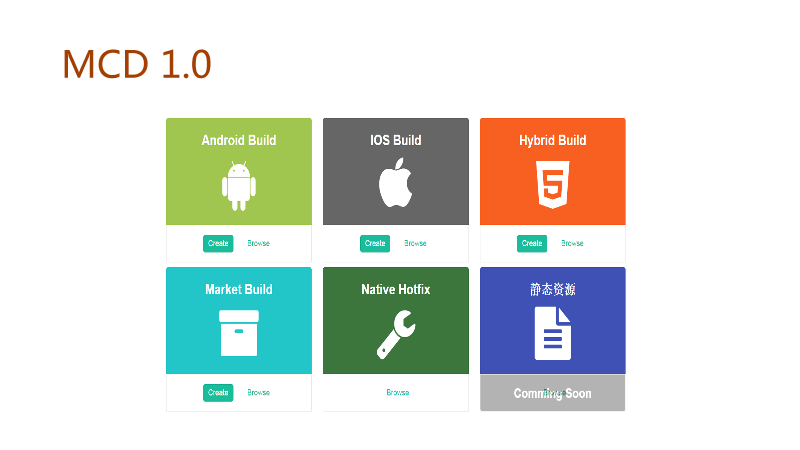 MCD 1.0
Android Build
IOS Build
Hybrid Build
Create Browse
Create Browse
Create Browse
Market Build
Native Hotfix
静态资源
Create Browse
Browse
Comming Soon